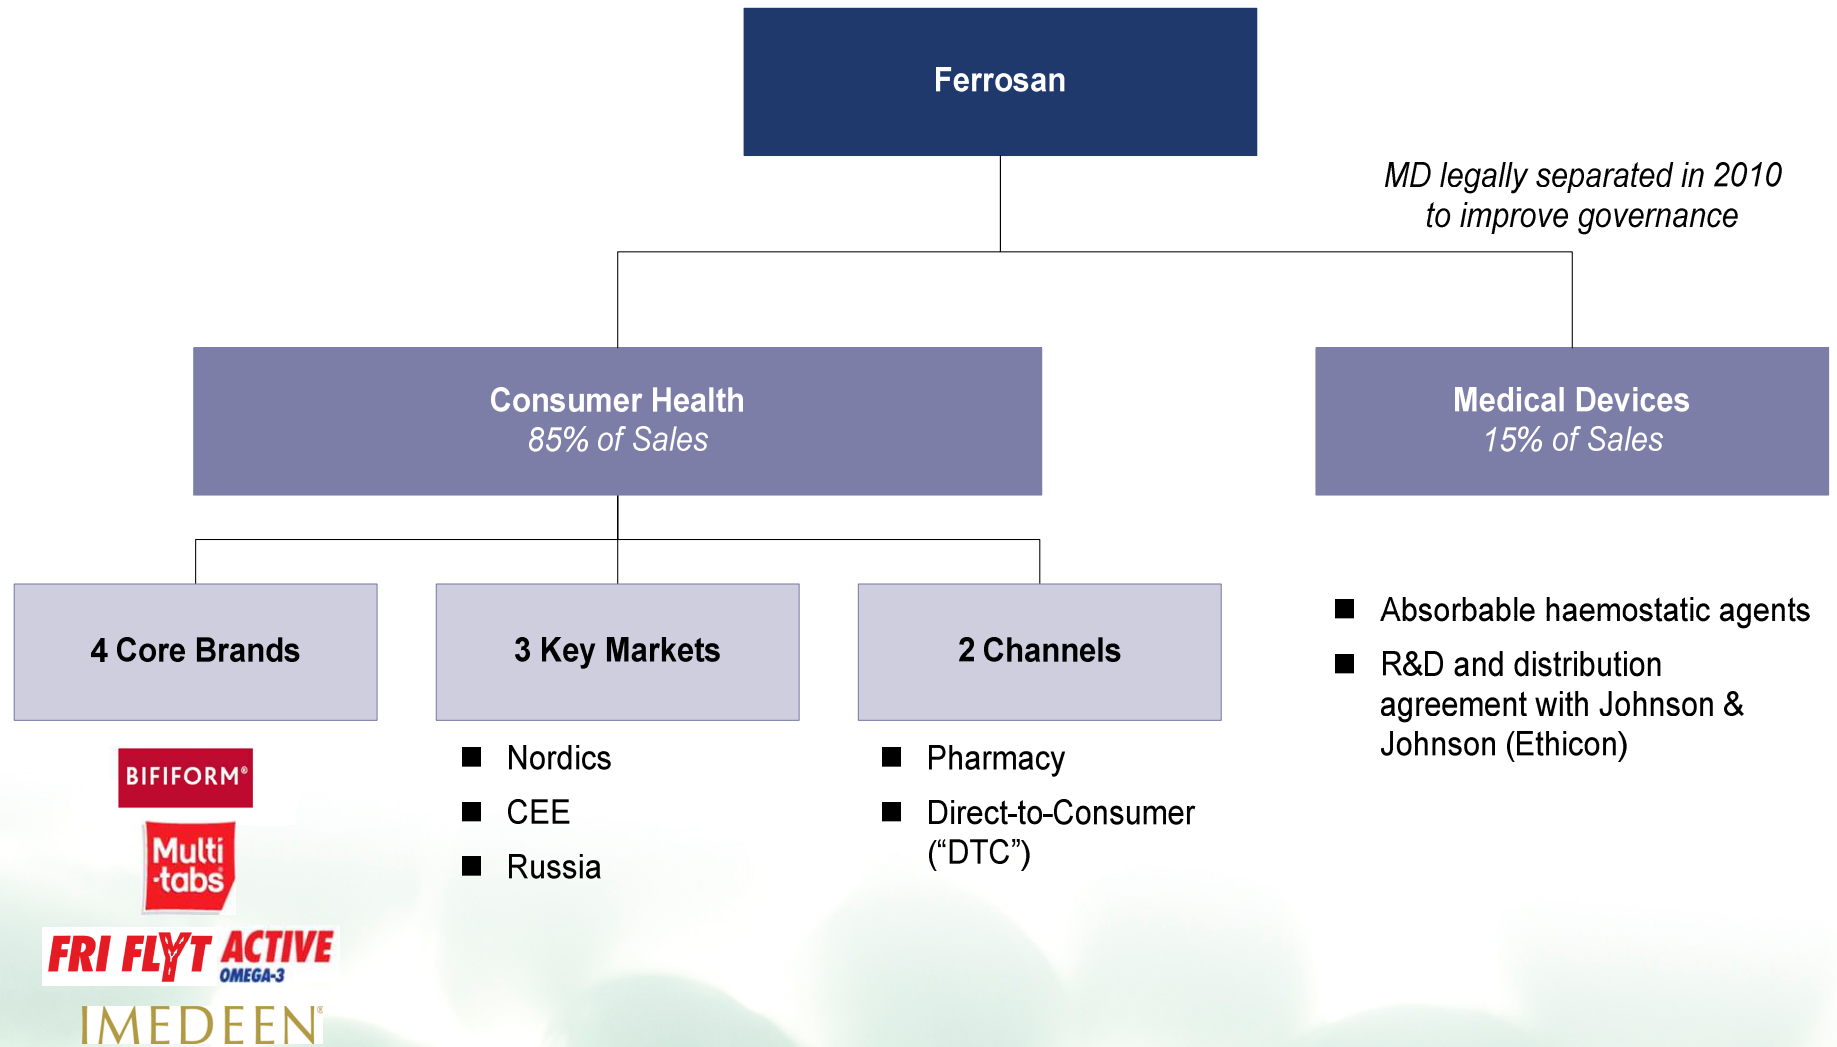 Ferrosan
MD legally separated in 2010
to improve governance
Consumer Health
85% of Sales
Medical Devices
15% of Sales
4 Core Brands
BIFIFORM®
Multi
-tabs®
FRI FLYT ACTIVE
OMEGA-3
IMEDEEN®
3 Key Markets
■ Nordics
■ CEE
■ Russia
2 Channels
■ Pharmacy
■ Direct-to-Consumer
(“DTC”)
■ Absorbable haemostatic agents
■ R&D and distribution
agreement with Johnson &
Johnson (Ethicon)